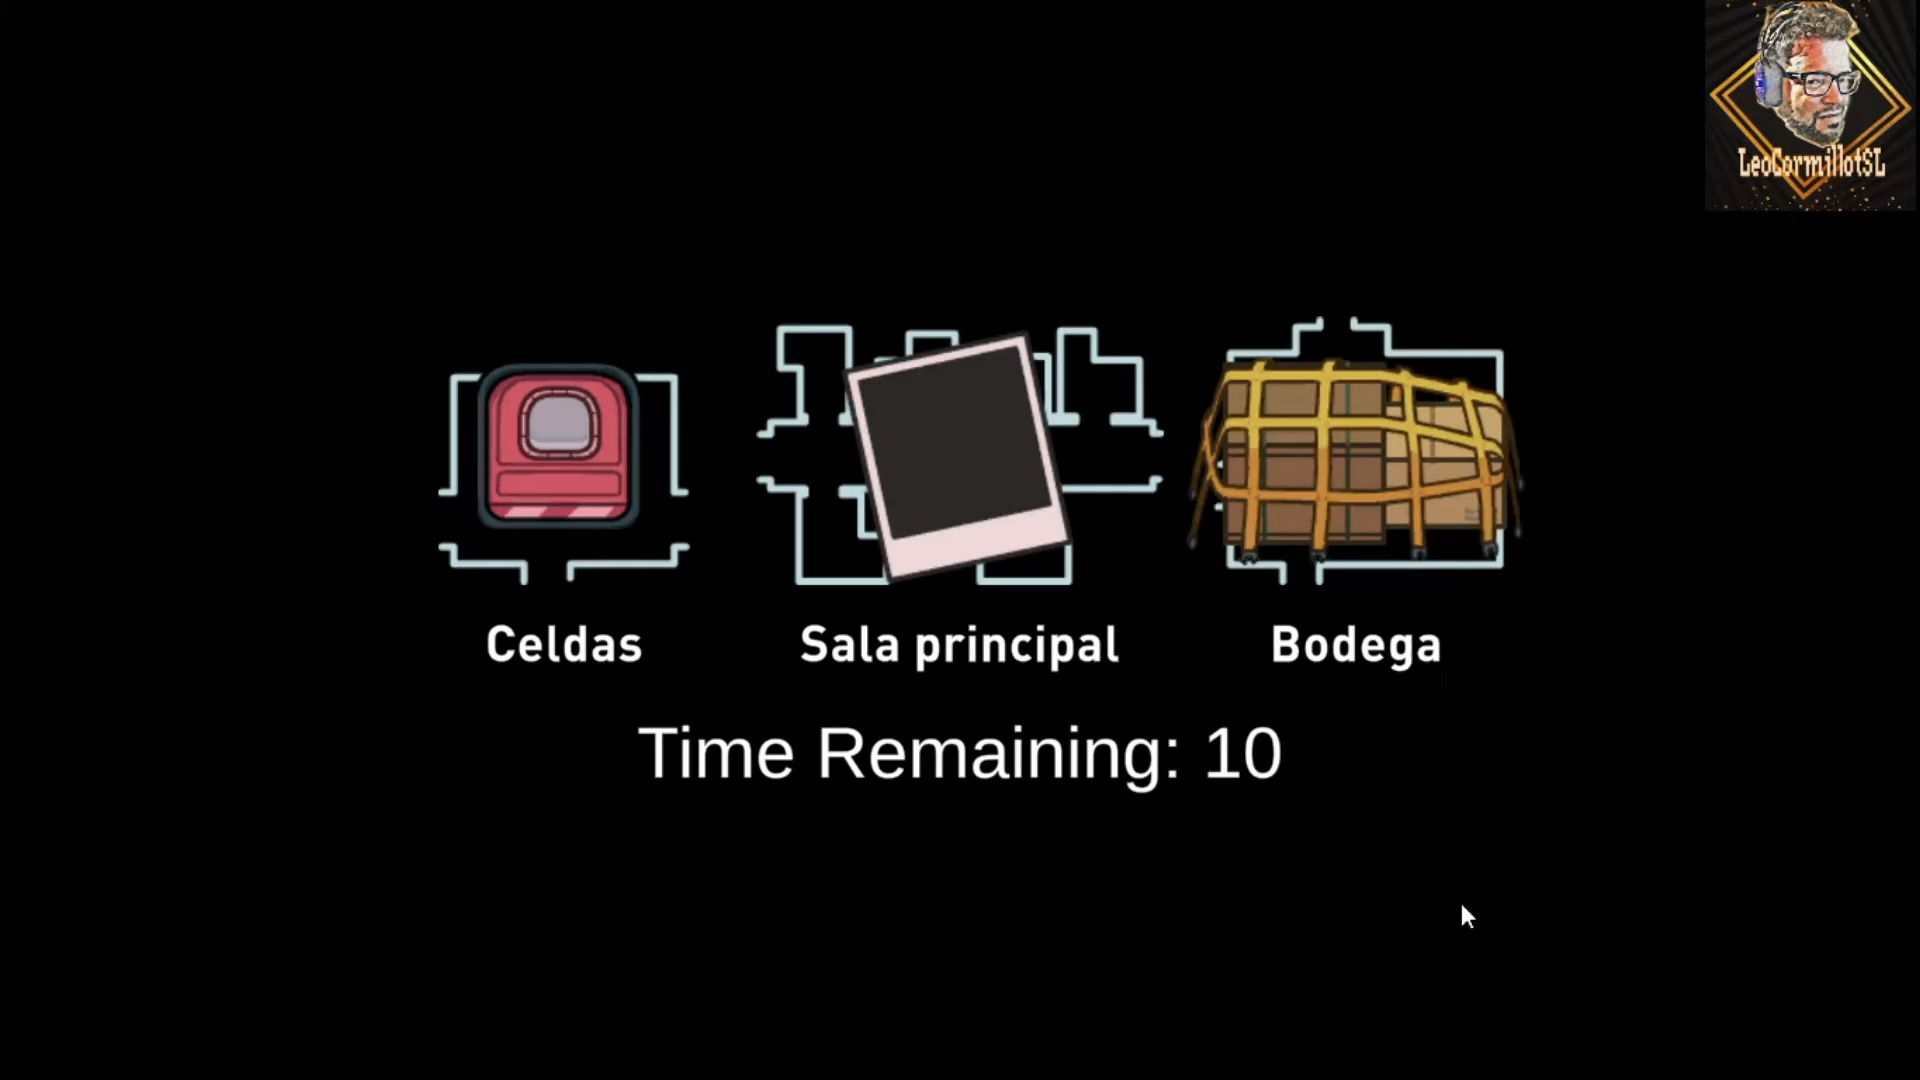 LeoCormillotSL
Celdas
Sala principal
Bodega
Time Remaining: 10